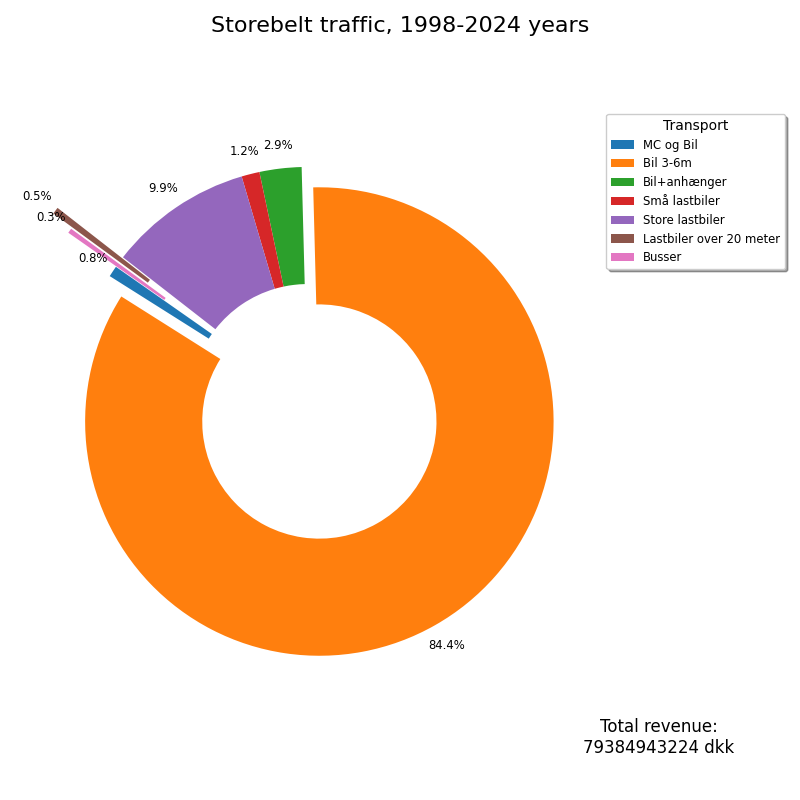 Storebelt traffic, 1998-2024 years
Transport
MC og Bil
Bil 3-6m
Bil+anhænger
Små lastbiler
Store lastbiler
Lastbiler over 20 meter
Busser
2.9%
1.2%
9.9%
0.5%
0.3%
0.8%
84.4%
Total revenue:
79384943224 dkk